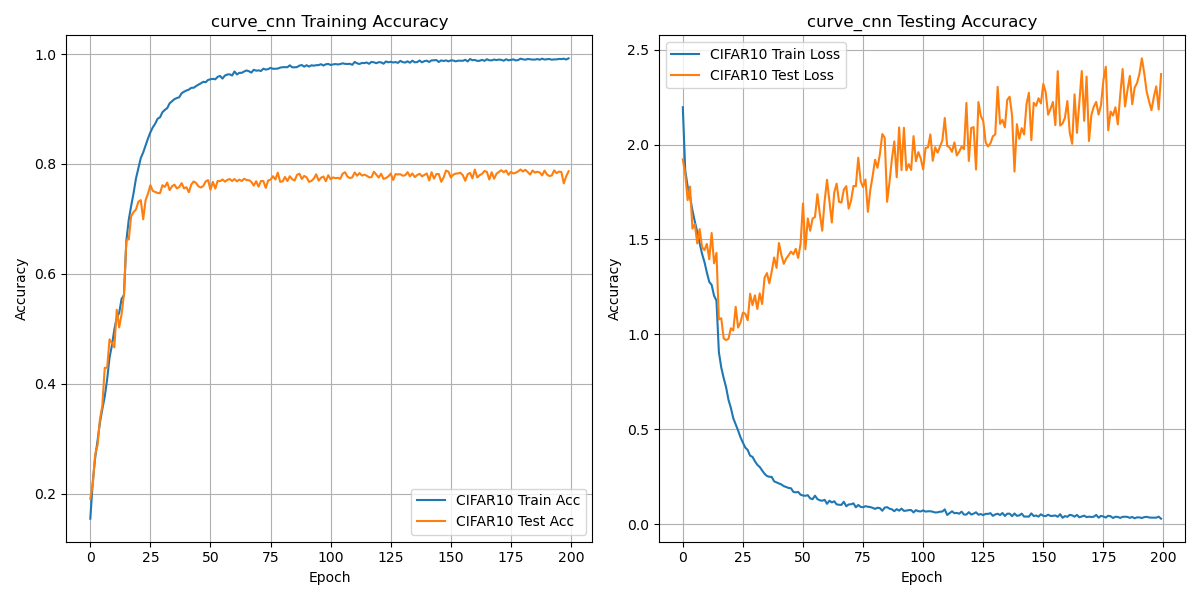 curve_cnn Training Accuracy
1.0
0.8
0.6
0.4
0.2
Accuracy
CIFAR10 Train Acc
CIFAR10 Test Acc
0 25 50 75 100 125 150 175 200
Epoch
curve_cnn Testing Accuracy
CIFAR10 Train Loss
CIFAR10 Test Loss
2.5
2.0
1.5
1.0
0.5
0.0
Accuracy
0 25 50 75 100 125 150 175 200
Epoch